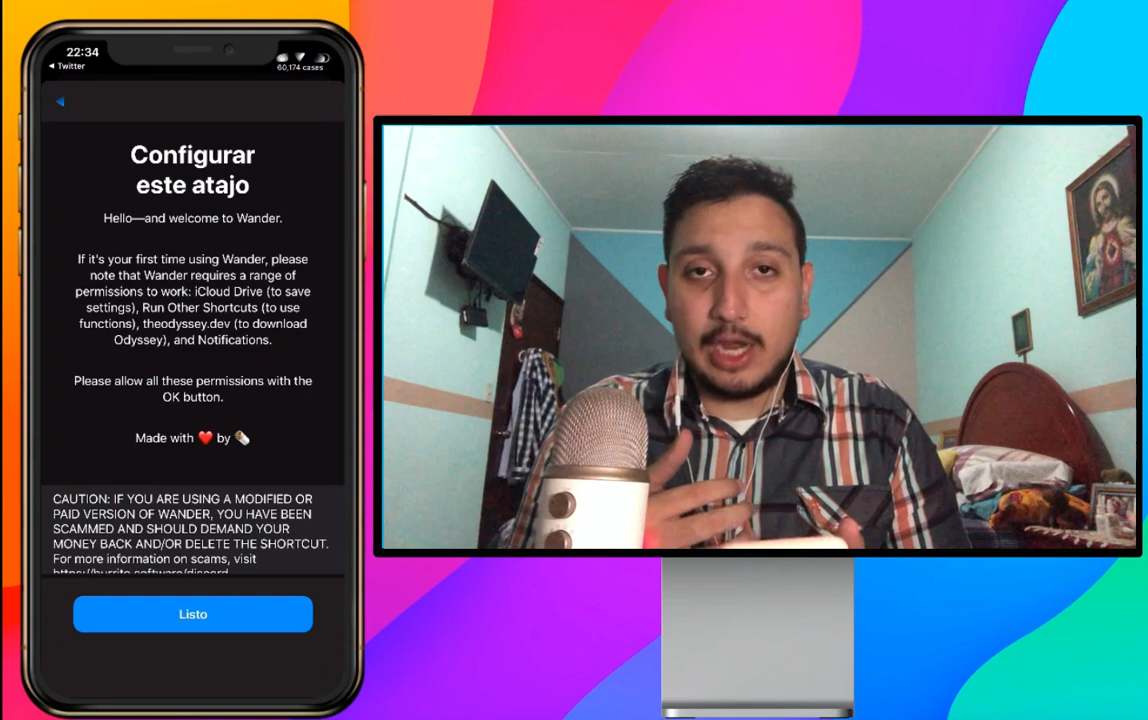 22:34
◀ Twitter
60,174 cases
Configurar
este atajo
Hello—and welcome to Wander.
If it's your first time using Wander, please
note that Wander requires a range of
permissions to work: iCloud Drive (to save
settings), Run Other Shortcuts (to use
functions), theodyssey.dev (to download
Odyssey), and Notifications.
Please allow all these permissions with the
OK button.
Made with ❤️ by 🌯
CAUTION: IF YOU ARE USING A MODIFIED OR
PAID VERSION OF WANDER, YOU HAVE BEEN
SCAMMED AND SHOULD DEMAND YOUR
MONEY BACK AND/OR DELETE THE SHORTCUT.
For more information on scams, visit
https://burrito.software/discord
Listo